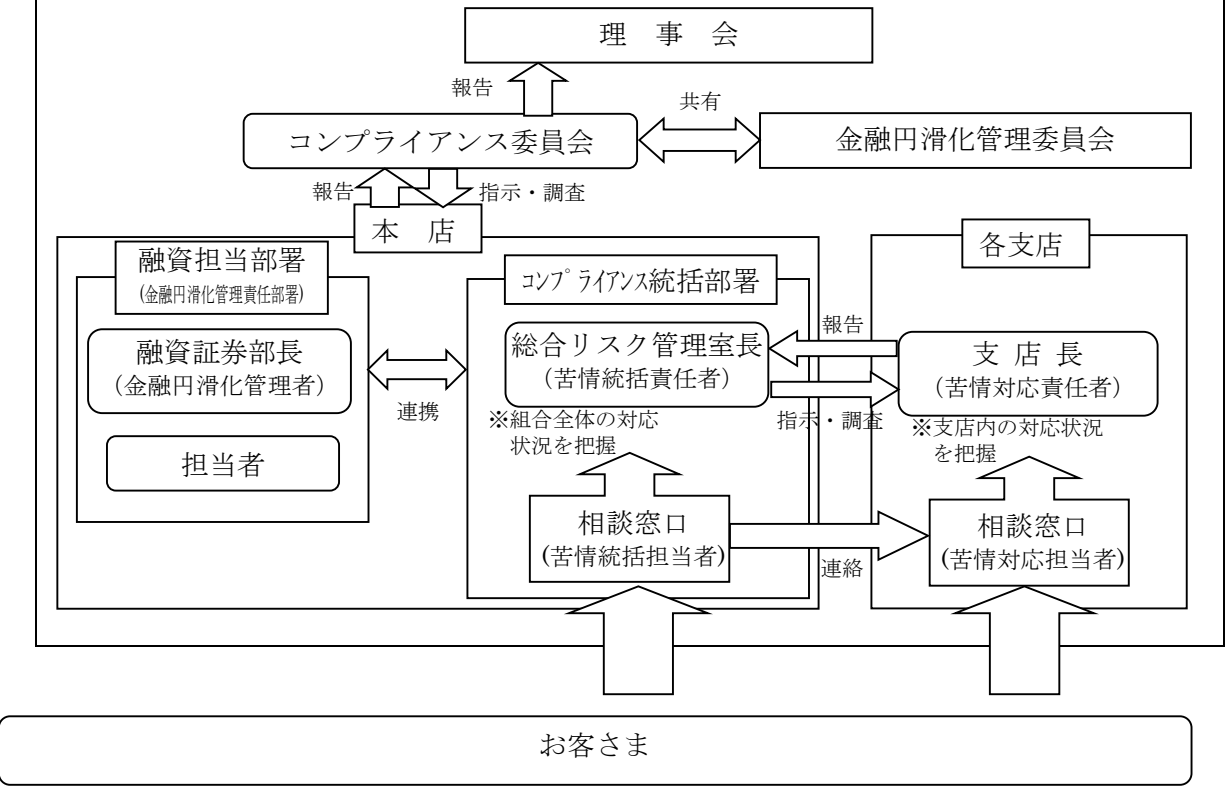 理　事　会
報告
共有
コンプライアンス委員会
金融円滑化管理委員会
報告
指示・調査
本　店
各支店
融資担当部署
(金融円滑化管理責任部署)
ｺﾝﾌﾟﾗｲｱﾝｽ統括部署
融資証券部長
（金融円滑化管理者）
連携
担当者
総合リスク管理室長
（苦情統括責任者）
※組合全体の対応
状況を把握
報告
指示・調査
支 店 長
（苦情対応責任者）
※支店内の対応状況
を把握
相談窓口
(苦情統括担当者)
連絡
相談窓口
(苦情対応担当者)
お客さま